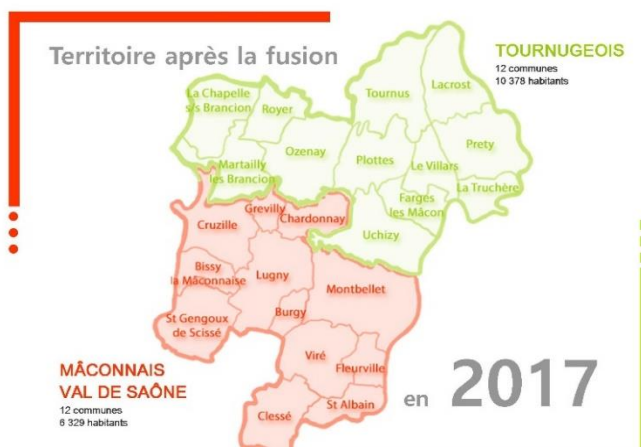 Territoire après la fusion
TOURNUGEOIS
12 communes
10 378 habitants
La Chapelle
s/s Brancion
Royer
Tournus
Lacrost
Martailly
les Brancion
Ozenay
Plottes
Le Villars
Prety
La Truchère
Farges
les Mâcon
Uchizy
Cruzille
Grevilly
Chardonnay
Bissy
la Mâconnaise
Lugny
Montbellet
St Gengoux
de Scissé
Burgy
Viré
Fleurville
Clessé
St Albain
MÂCONNAIS
VAL DE SAÔNE
12 communes
6 329 habitants
en 2017